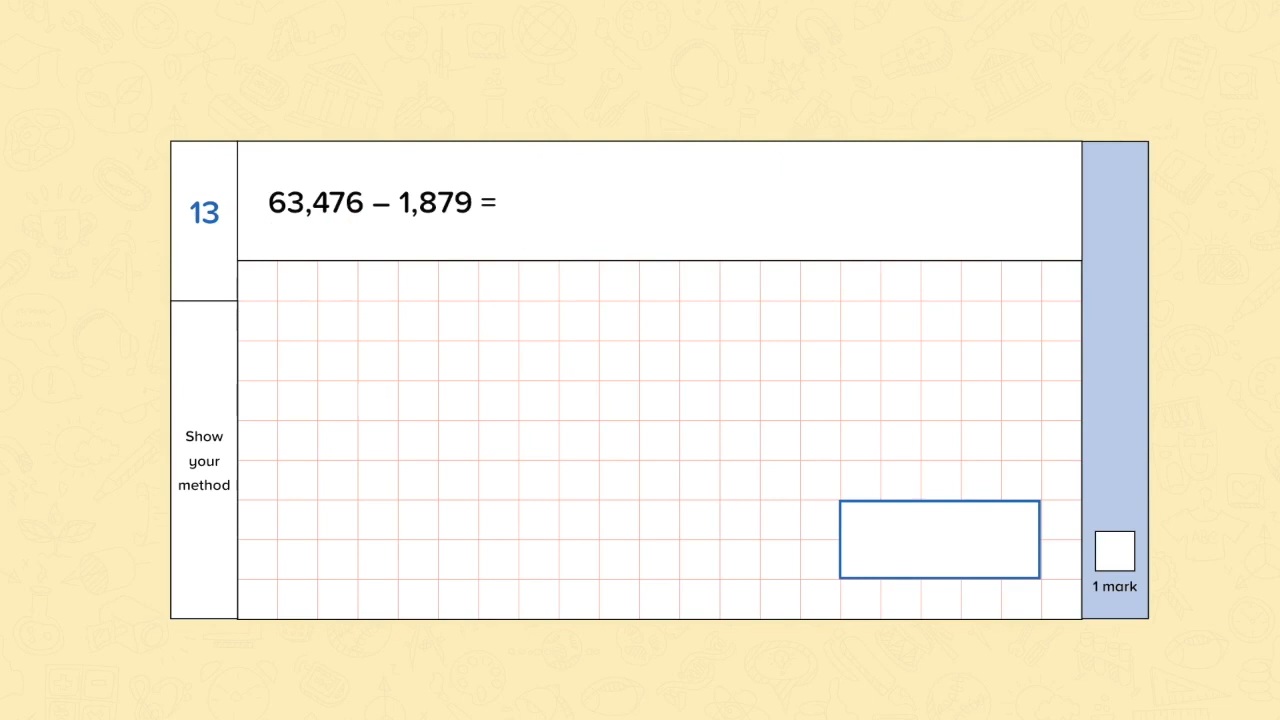 13
63,476 – 1,879 =
Show
your
method
1 mark